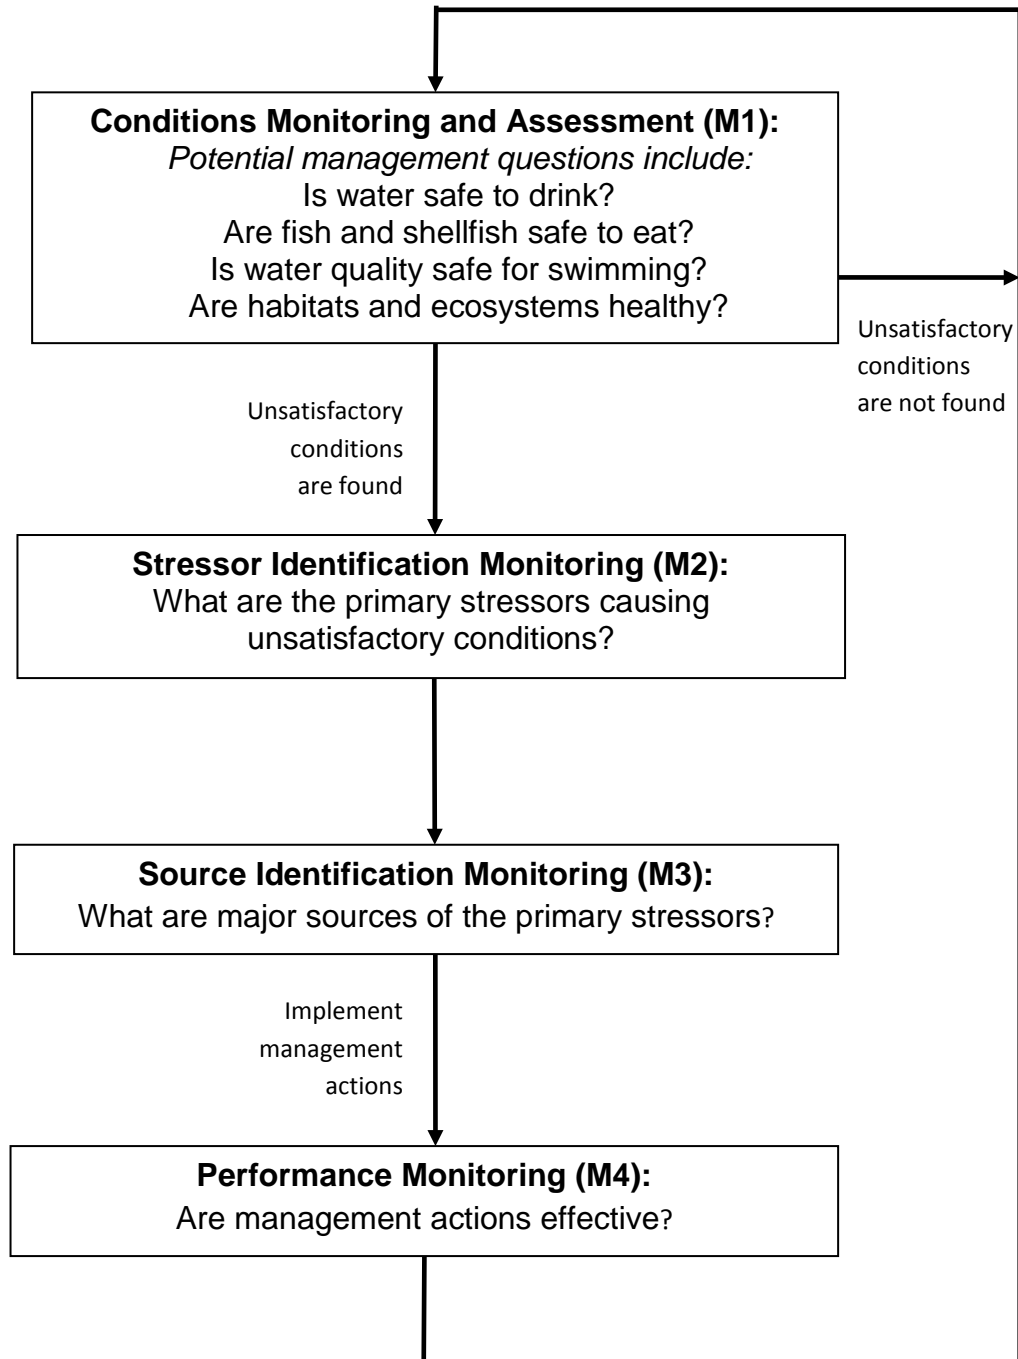 Conditions Monitoring and Assessment (M1):
Potential management questions include:
Is water safe to drink?
Are fish and shellfish safe to eat?
Is water quality safe for swimming?
Are habitats and ecosystems healthy?
Unsatisfactory
conditions
are not found
Unsatisfactory
conditions
are found
Stressor Identification Monitoring (M2):
What are the primary stressors causing
unsatisfactory conditions?
Source Identification Monitoring (M3):
What are major sources of the primary stressors?
Implement
management
actions
Performance Monitoring (M4):
Are management actions effective?